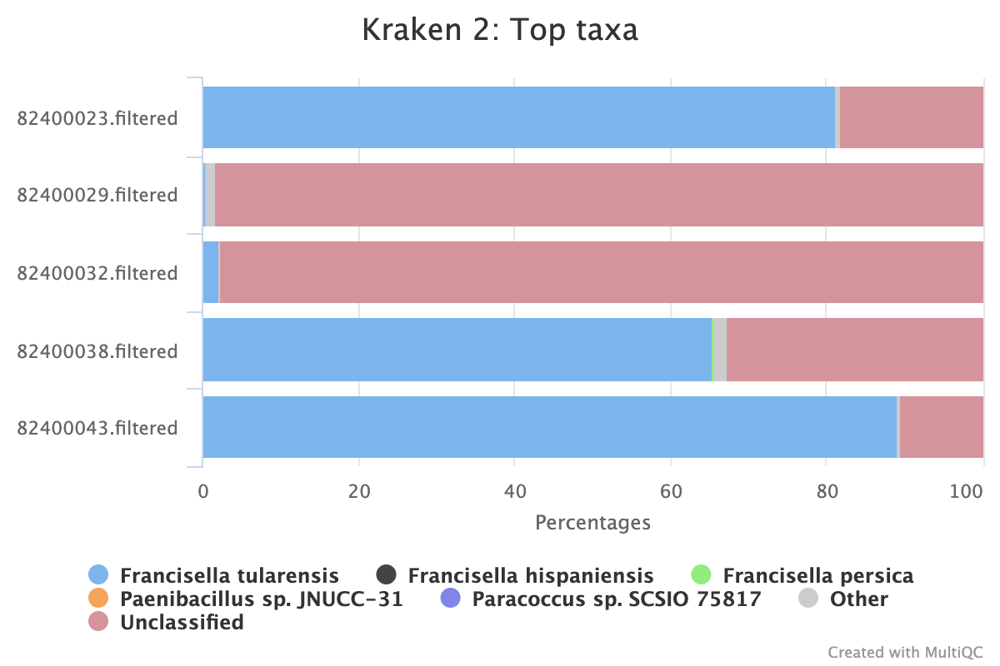 Kraken 2: Top taxa
82400023.filtered
82400029.filtered
82400032.filtered
82400038.filtered
82400043.filtered
0 20 40 60 80 100
Percentages
Francisella tularensis Francisella hispaniensis Francisella persica
Paenibacillus sp. JNUCC-31 Paracoccus sp. SCSIO 75817 Other
Unclassified
Created with MultiQC